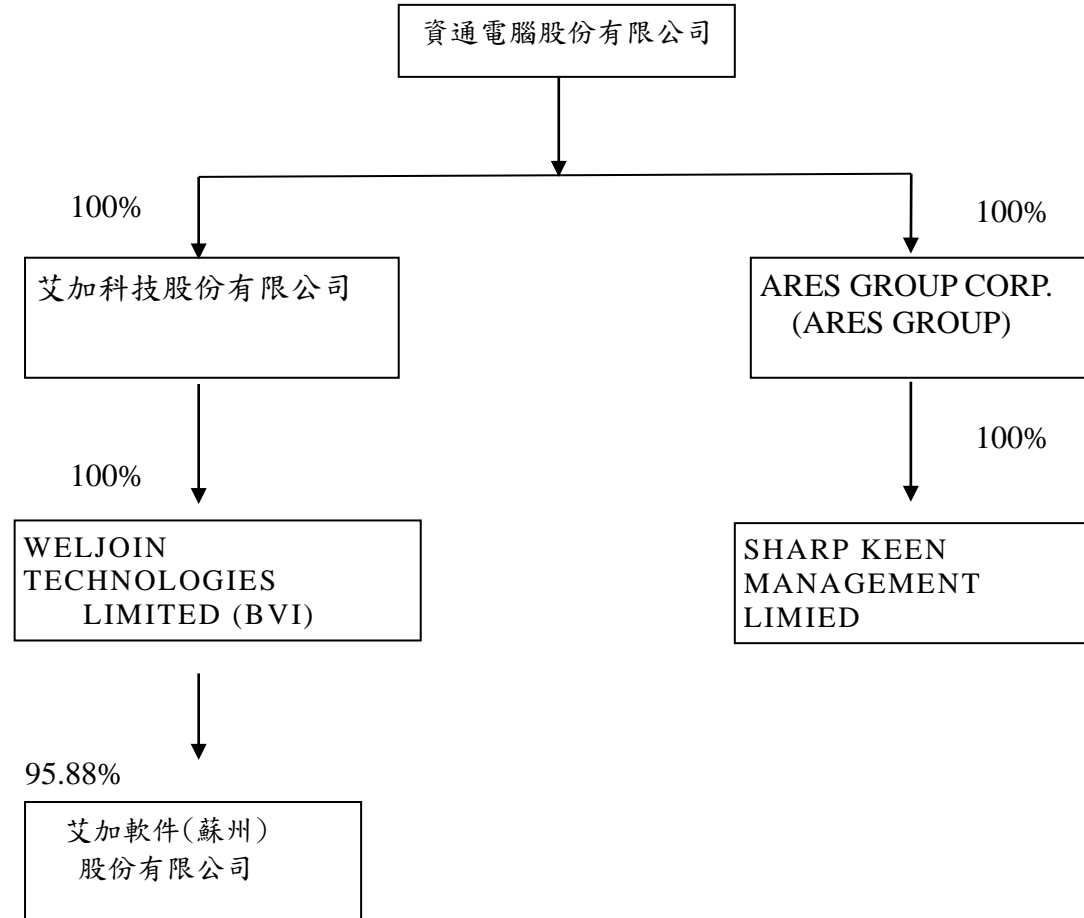 資通電腦股份有限公司
100%
100%
艾加科技股份有限公司
ARES GROUP CORP.
(ARES GROUP)
100%
100%
WELJOIN
TECHNOLOGIES
LIMITED (BVI)
SHARP KEEN
MANAGEMENT
LIMIED
95.88%
艾加軟件(蘇州)
股份有限公司